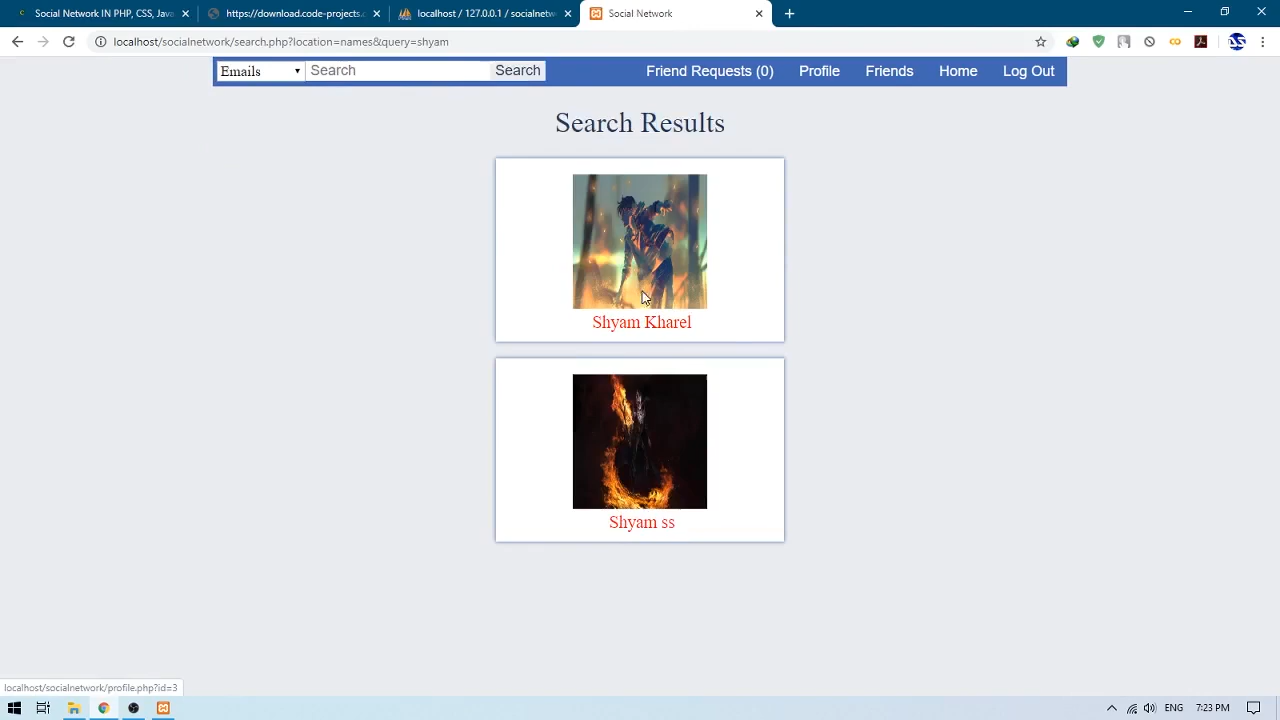 Social Network IN PHP, CSS, Java
https://download.code-projects.c
localhost / 127.0.0.1 / socialnetw
Social Network
localhost/socialnetwork/search.php?location=names&query=shyam
Emails
Search
Search
Friend Requests (0)
Profile
Friends
Home
Log Out
Search Results
Shyam Kharel
Shyam ss
localhost/socialnetwork/profile.php?id=3
ENG
7:23 PM